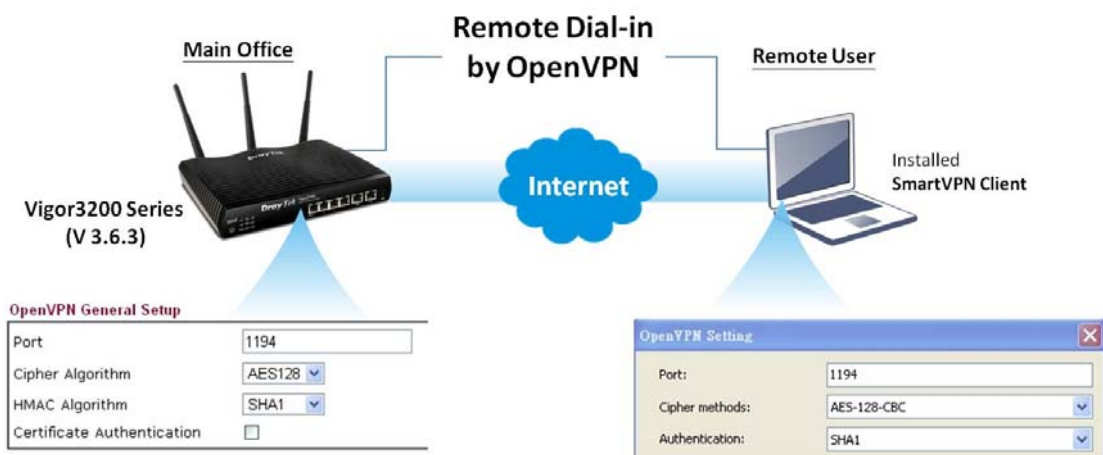 Remote Dial-in
by OpenVPN
Main Office
Remote User
DrayTek
Internet
Installed
SmartVPN Client
Vigor3200 Series
(V 3.6.3)
OpenVPN General Setup
Port 1194
Cipher Algorithm AES128
HMAC Algorithm SHA1
Certificate Authentication
OpenVPN Setting
Port: 1194
Cipher methods: AES-128-CBC
Authentication: SHA1